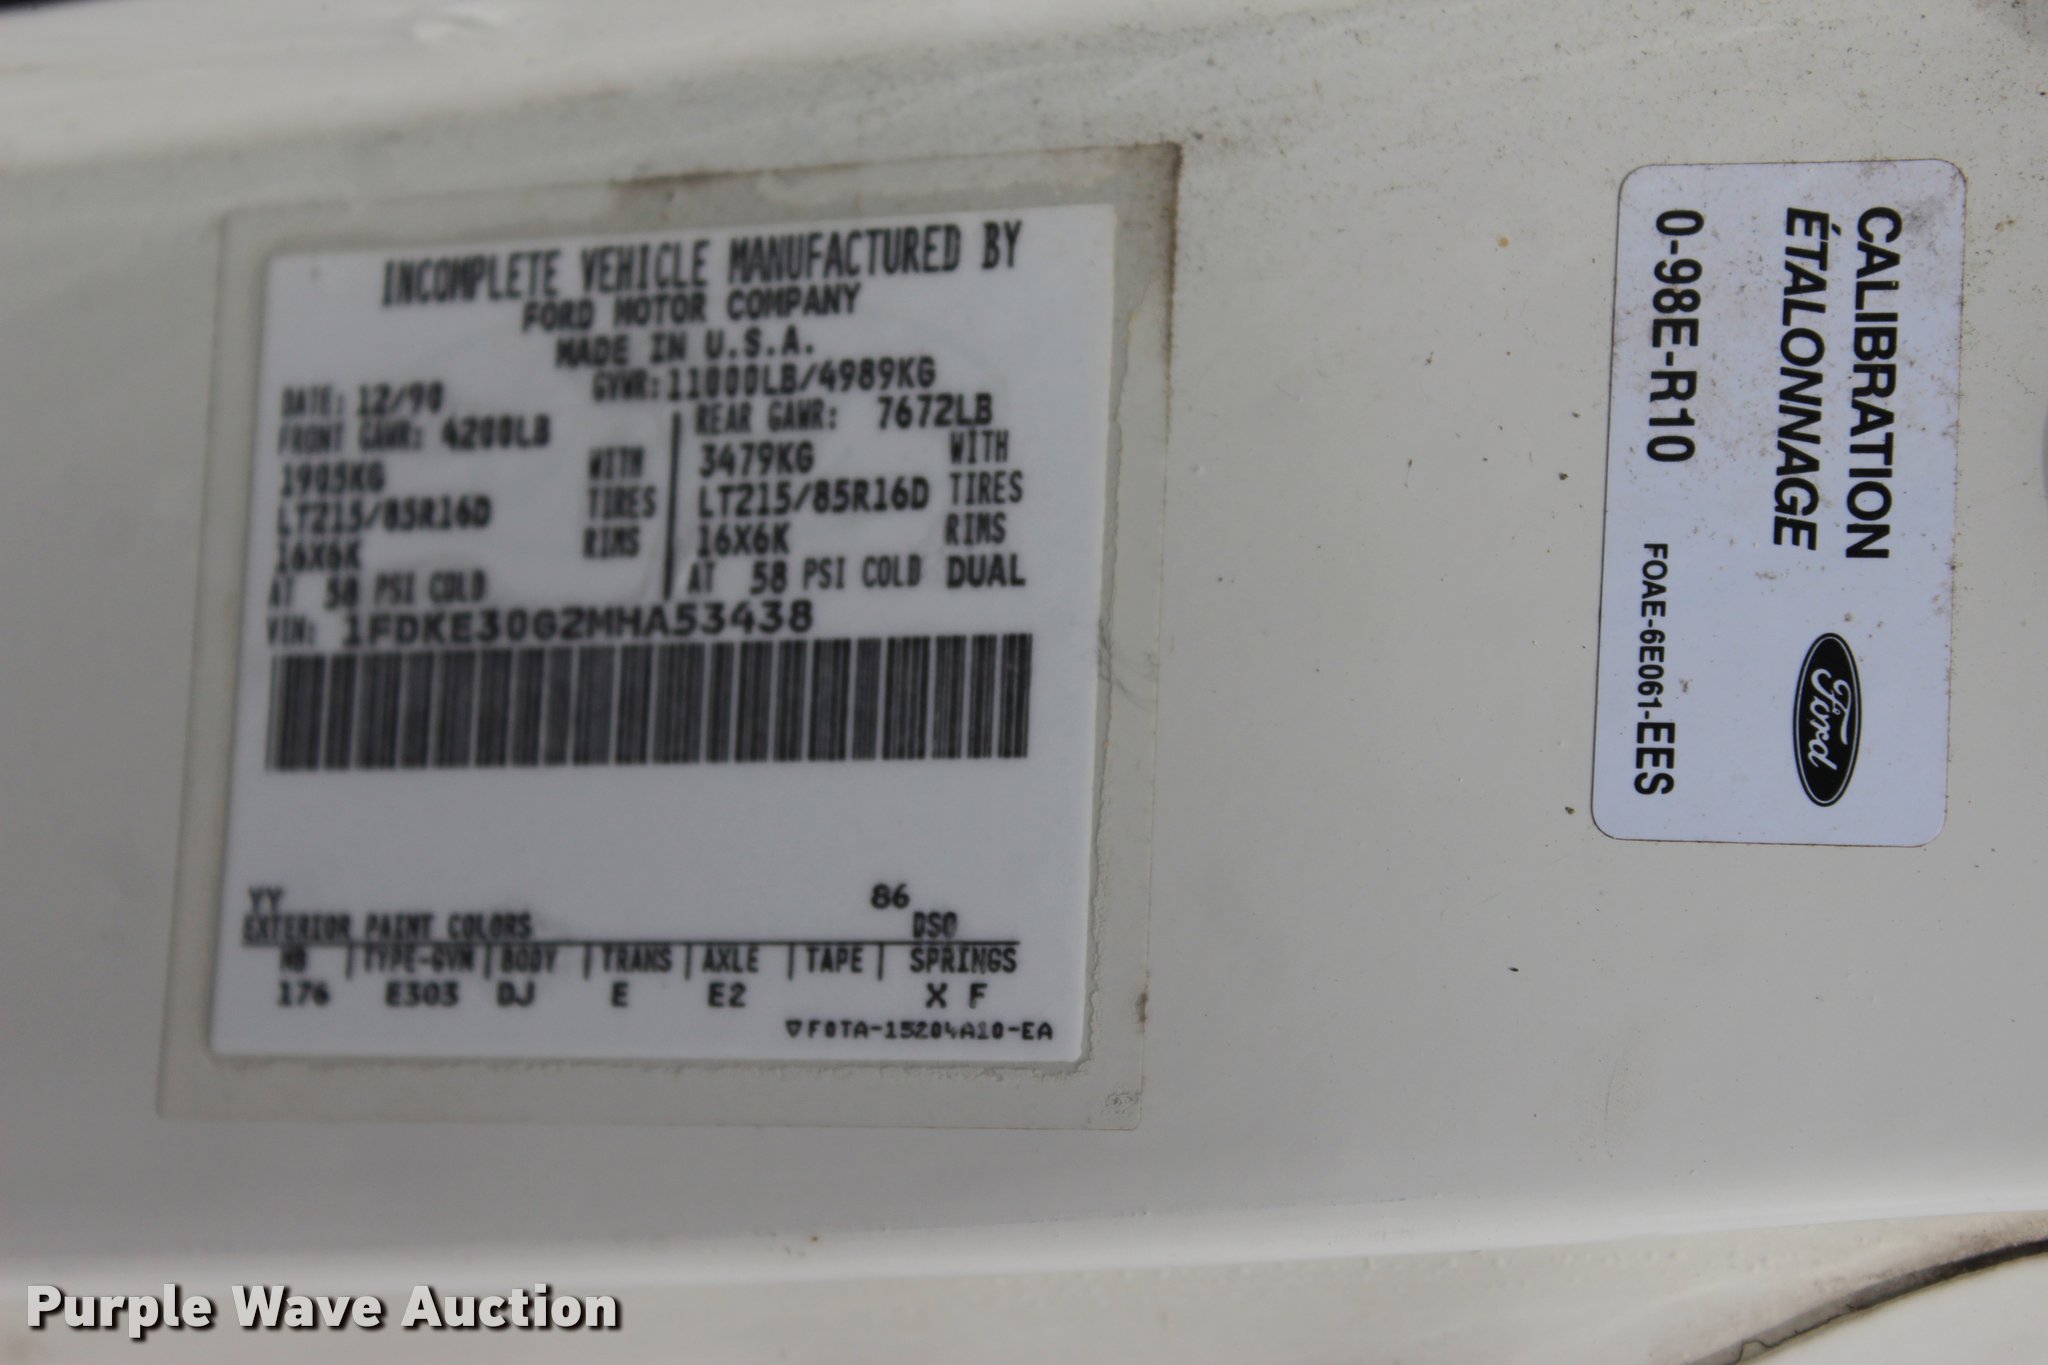 INCOMPLETE VEHICLE MANUFACTURED BY
FORD MOTOR COMPANY
MADE IN U.S.A.
DATE: 12/90 GVWR: 11000LB/4989KG
FRONT GAWR: 4200LB REAR GAWR: 7672LB
1905KG WITH 3479KG WITH
LT215/85R16D TIRES LT215/85R16D TIRES
16X6K RIMS 16X6K RIMS
AT 58 PSI COLD AT 58 PSI COLD DUAL
VIN: 1FDKE30G2MHA53438
YY 86
EXTERIOR PAINT COLORS DSO
WB | TYPE-GVW | BODY | TRANS | AXLE | TAPE | SPRINGS
176 E303 DJ E E2 X F
▽F0TA-15204A10-EA
CALIBRATION
ÉTALONNAGE
Ford
0-98E-R10 FOAE-6E061-EES
Purple Wave Auction